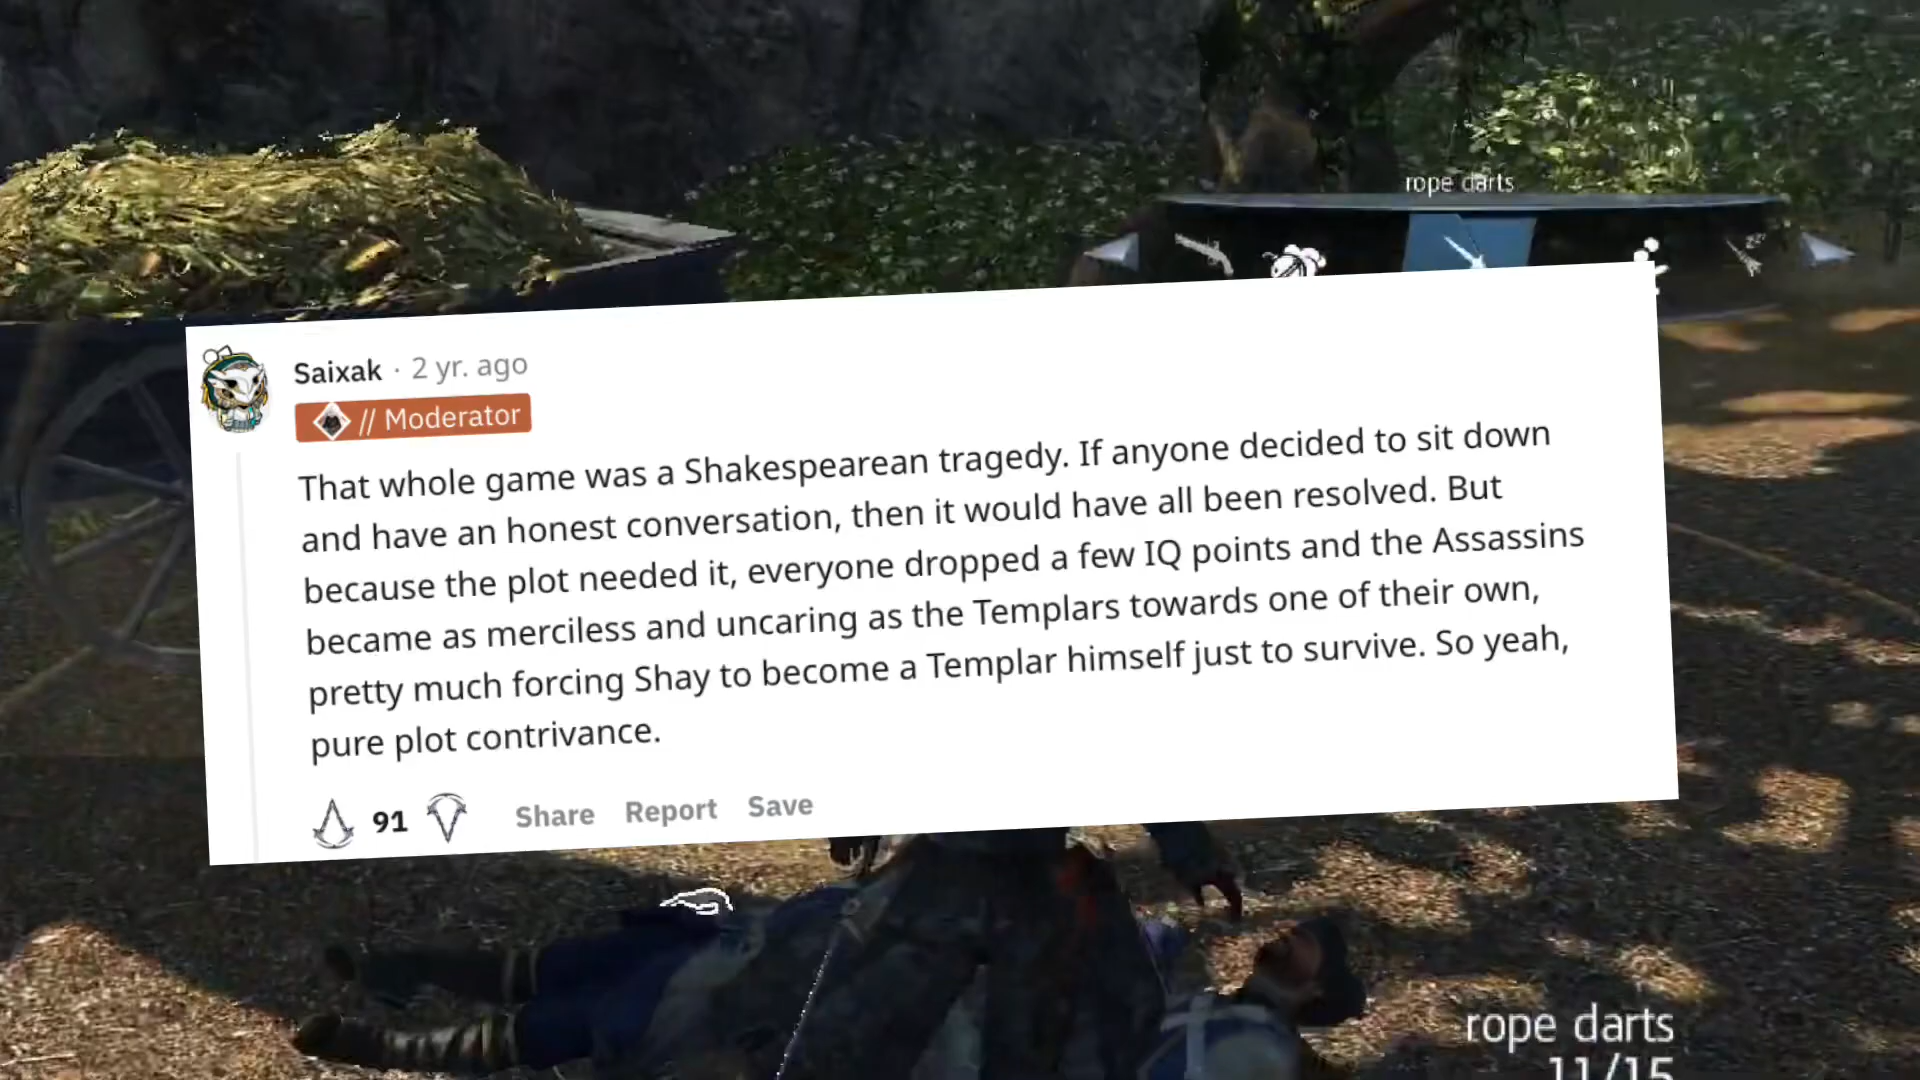 rope darts
Saixak · 2 yr. ago
// Moderator
That whole game was a Shakespearean tragedy. If anyone decided to sit down
and have an honest conversation, then it would have all been resolved. But
because the plot needed it, everyone dropped a few IQ points and the Assassins
became as merciless and uncaring as the Templars towards one of their own,
pretty much forcing Shay to become a Templar himself just to survive. So yeah,
pure plot contrivance.
91 Share Report Save
rope darts
11/15